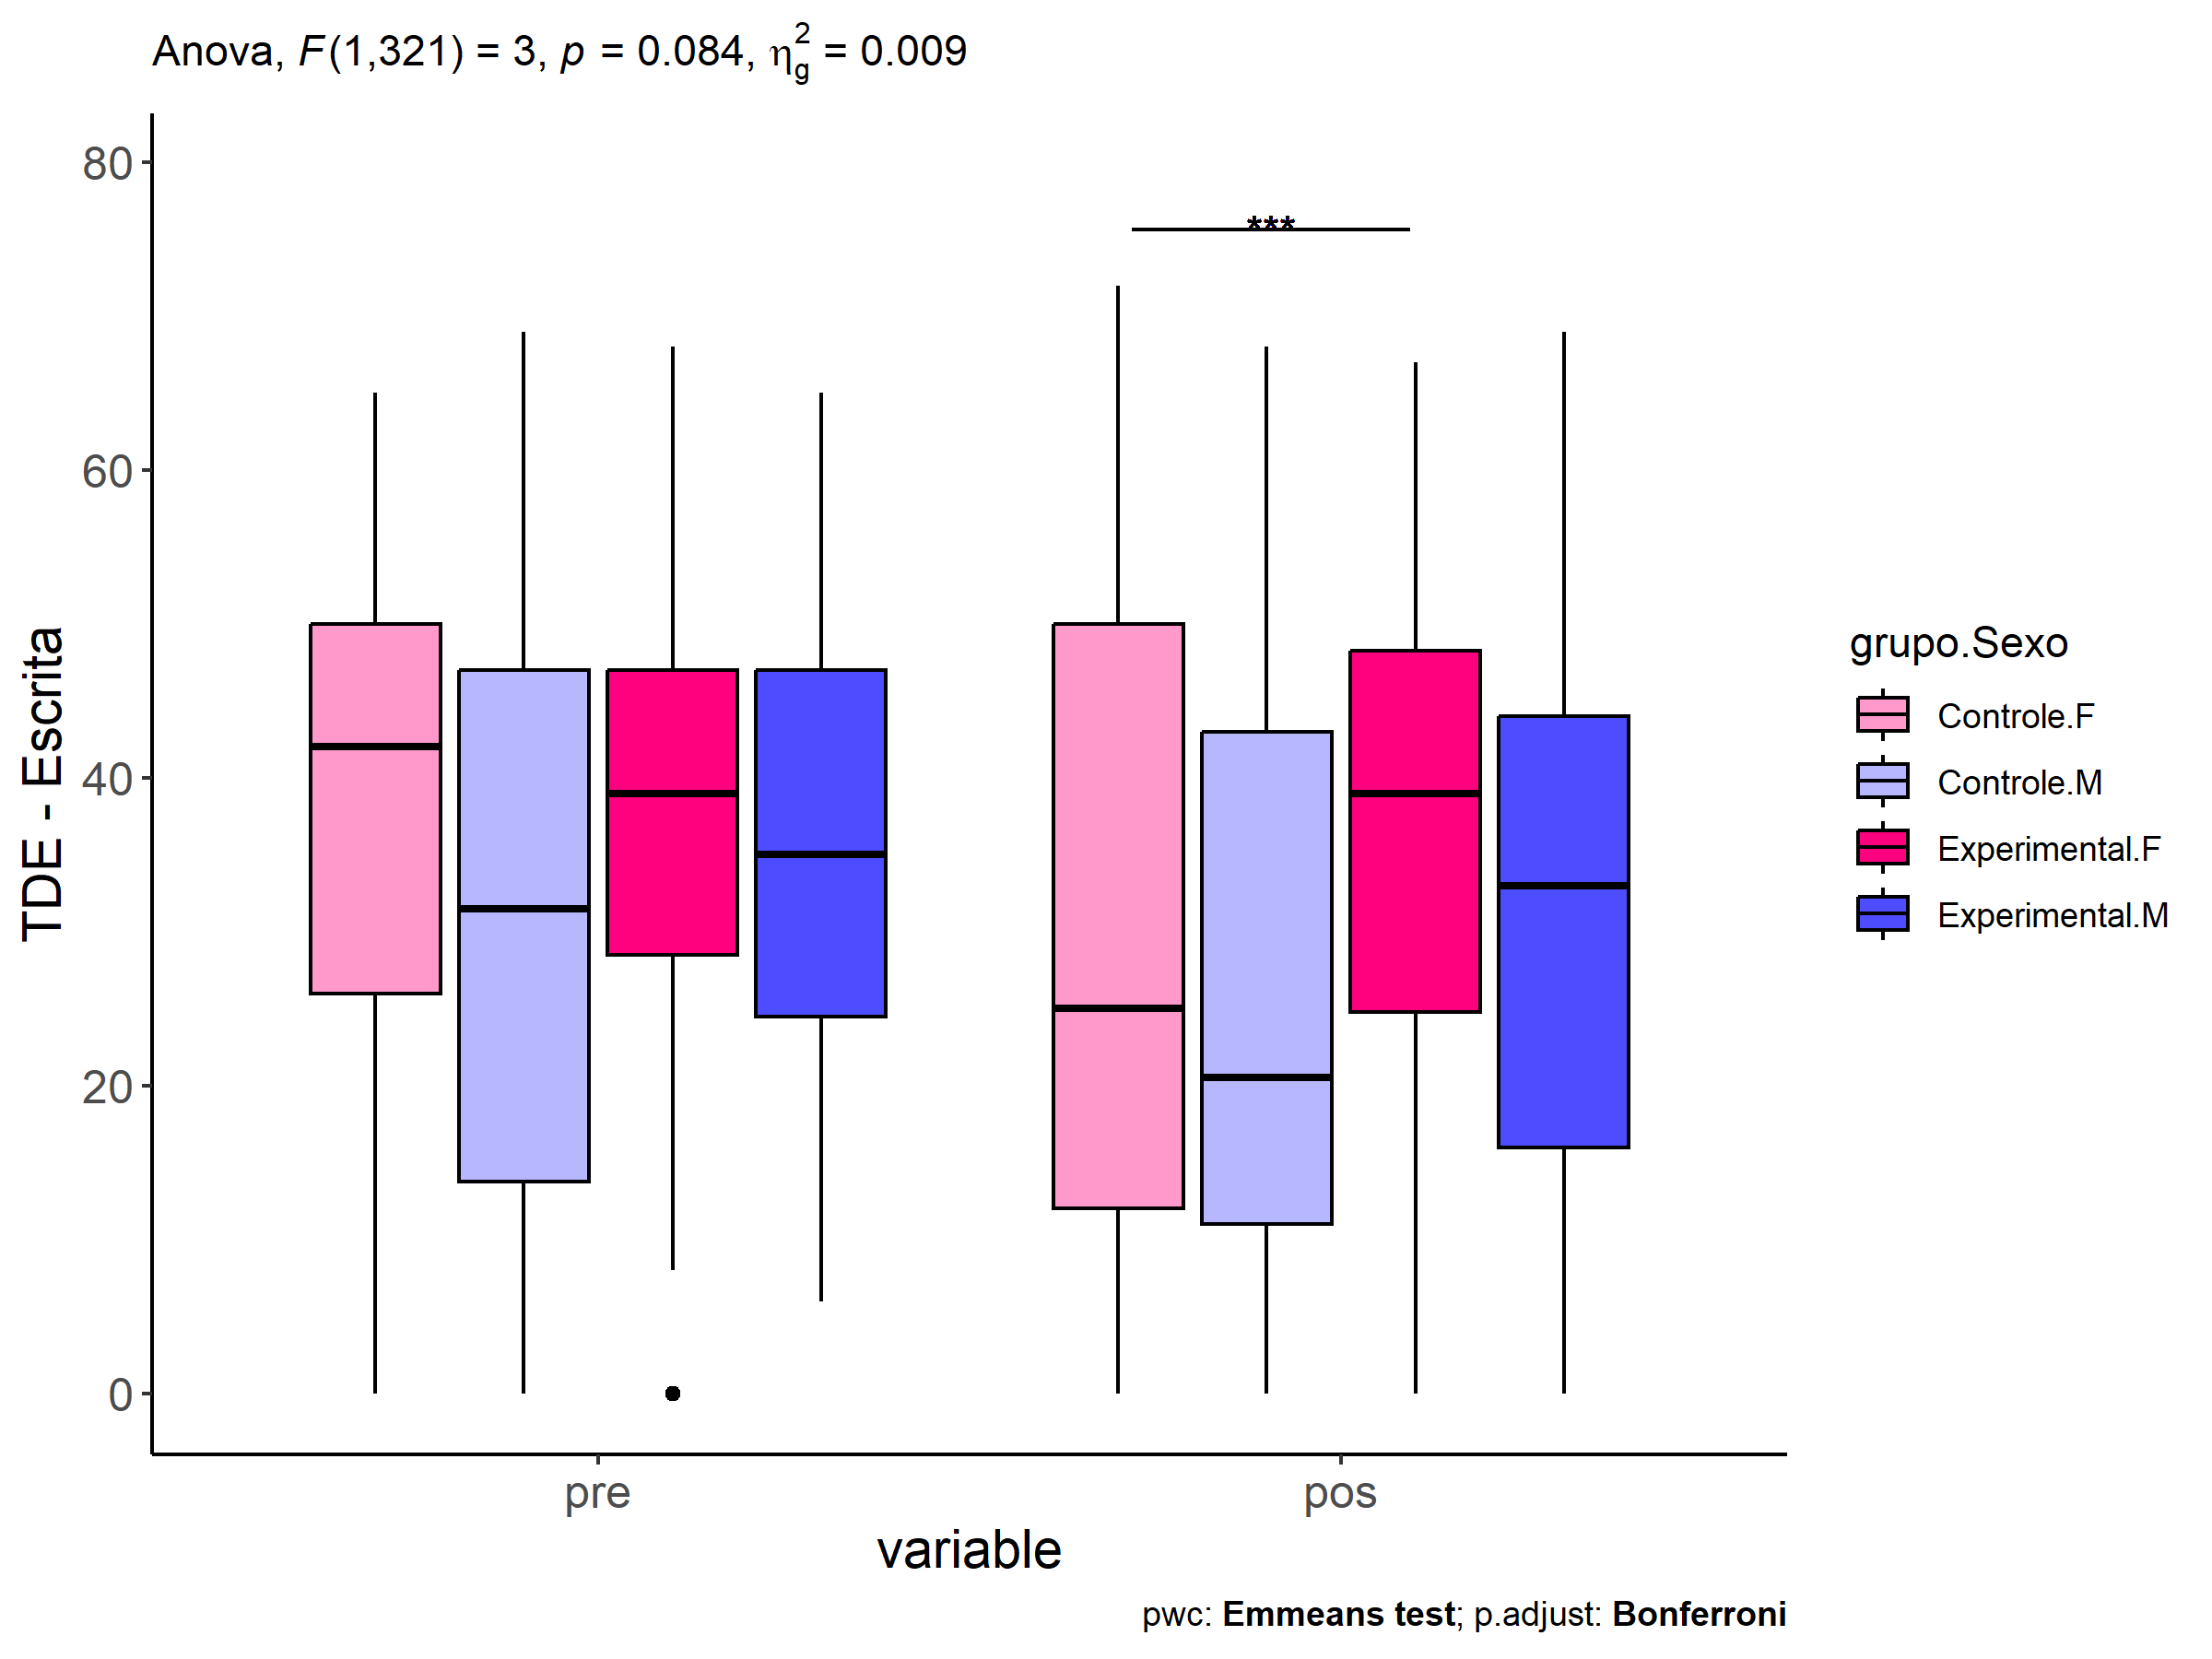 Anova, F(1,321) = 3, p = 0.084, η²g = 0.009
80
60
40
20
0
TDE - Escrita
***
pre
pos
variable
grupo.Sexo
Controle.F
Controle.M
Experimental.F
Experimental.M
pwc: Emmeans test; p.adjust: Bonferroni